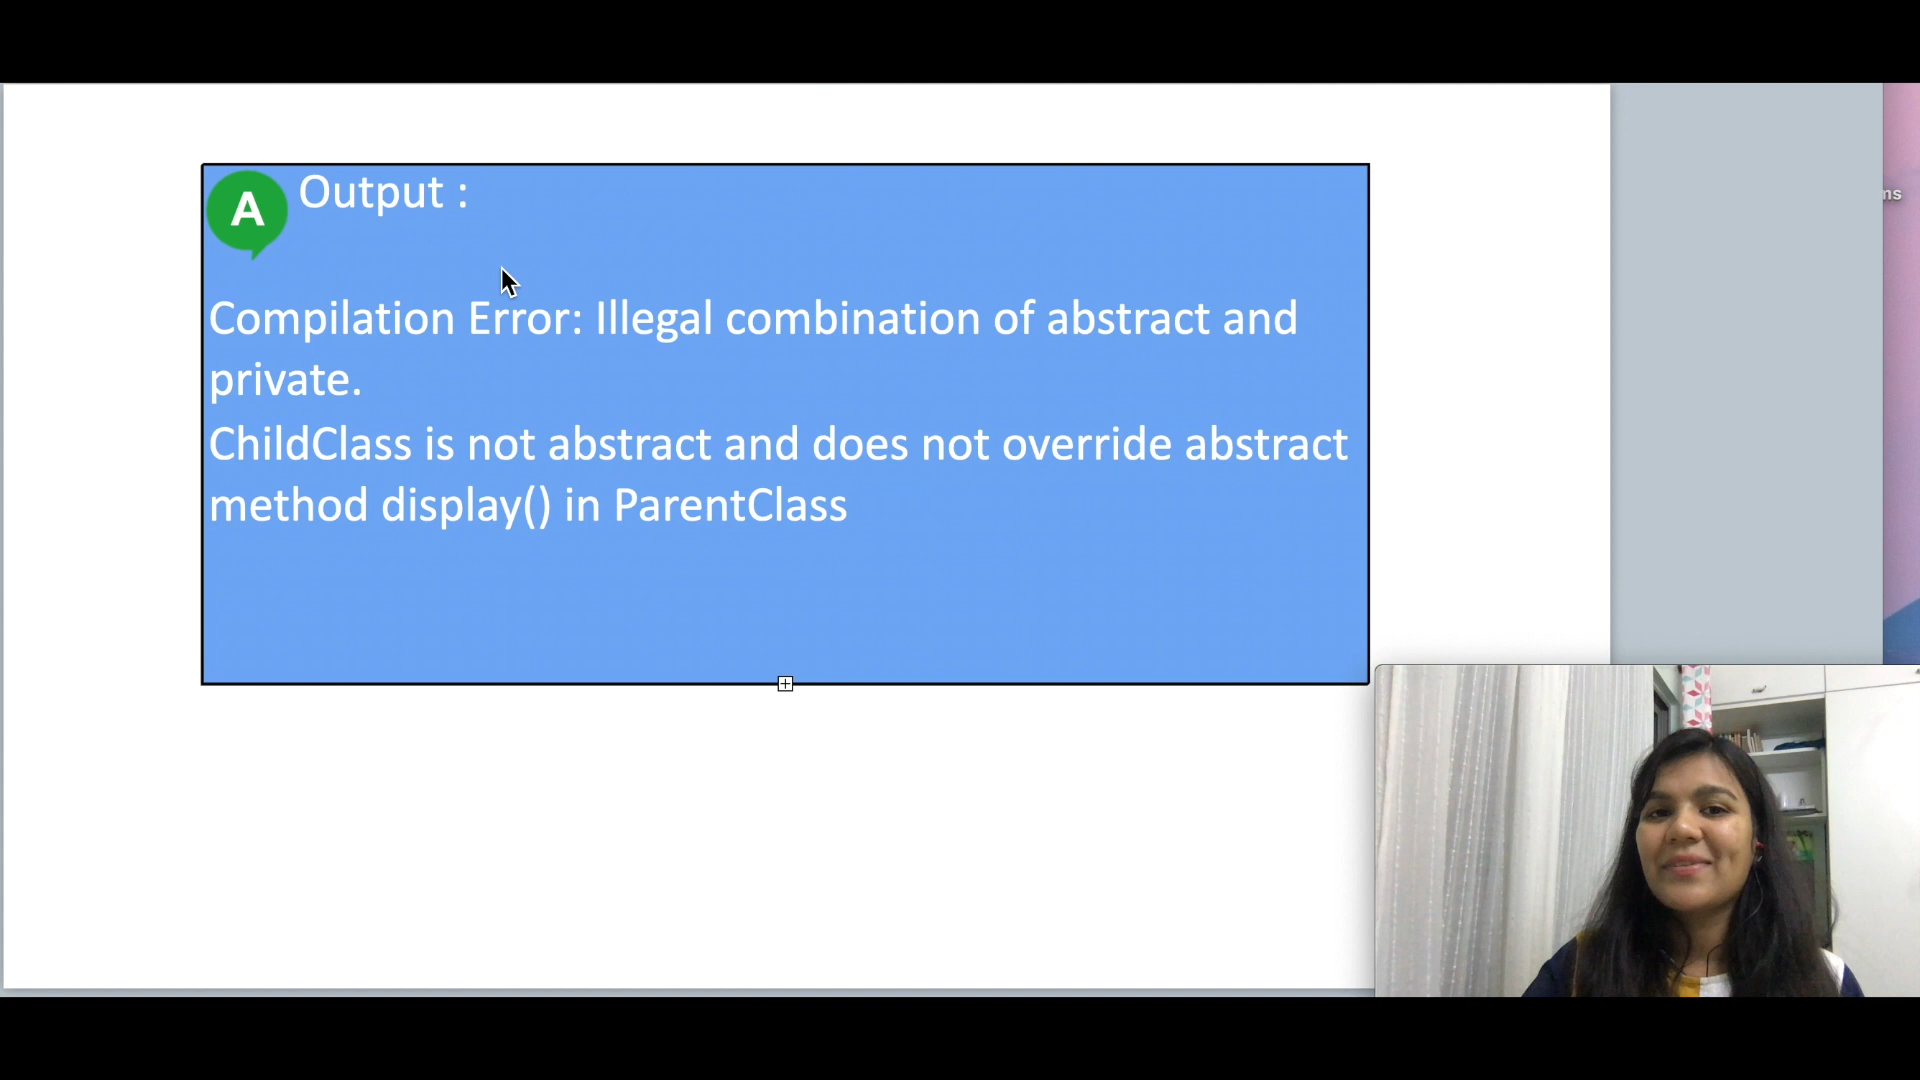 A
Output :
Compilation Error: Illegal combination of abstract and
private.
ChildClass is not abstract and does not override abstract
method display() in ParentClass
ms